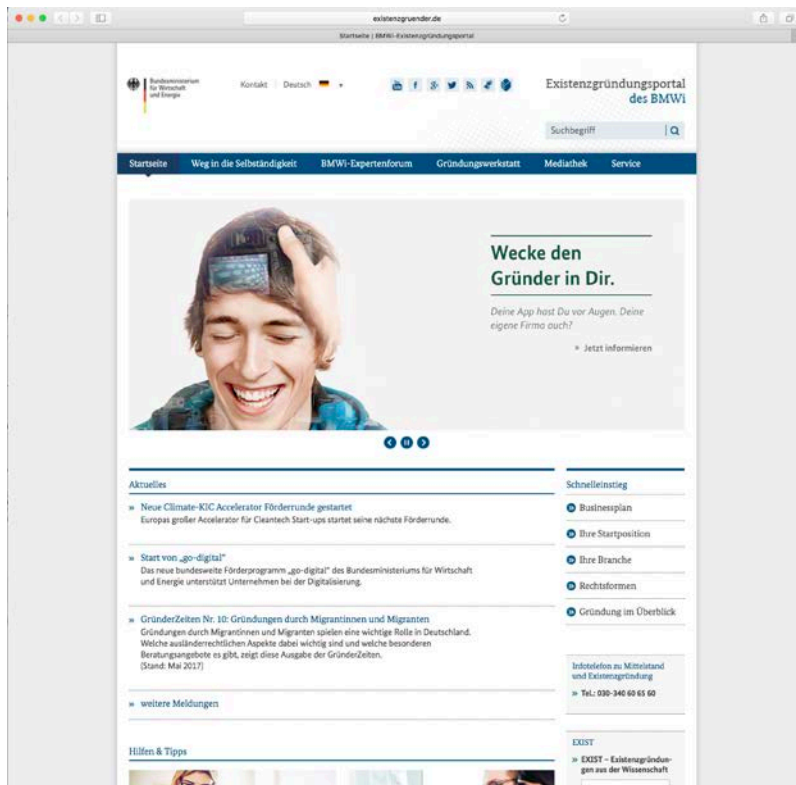 existenzgruender.de
Startseite | BMWi-Existenzgründungsportal
Bundesministerium
für Wirtschaft
und Energie
Kontakt
Deutsch
Existenzgründungsportal
des BMWi
Suchbegriff
Startseite
Weg in die Selbständigkeit
BMWi-Expertenforum
Gründungswerkstatt
Mediathek
Service
Wecke den
Gründer in Dir.
Deine App hast Du vor Augen. Deine
eigene Firma auch?
» Jetzt informieren
Aktuelles
» Neue Climate-KIC Accelerator Förderrunde gestartet
Europas großer Accelerator für Cleantech Start-ups startet seine nächste Förderrunde.
» Start von „go-digital“
Das neue bundesweite Förderprogramm „go-digital“ des Bundesministeriums für Wirtschaft
und Energie unterstützt Unternehmen bei der Digitalisierung.
» GründerZeiten Nr. 10: Gründungen durch Migrantinnen und Migranten
Gründungen durch Migrantinnen und Migranten spielen eine wichtige Rolle in Deutschland.
Welche ausländerrechtlichen Aspekte dabei wichtig sind und welche besonderen
Beratungsangebote es gibt, zeigt diese Ausgabe der GründerZeiten.
[Stand: Mai 2017]
» weitere Meldungen
Hilfen & Tipps
Schnelleinstieg
» Businessplan
» Ihre Startposition
» Ihre Branche
» Rechtsformen
» Gründung im Überblick
Infotelefon zu Mittelstand
und Existenzgründung
» Tel.: 030-340 60 65 60
EXIST
» EXIST – Existenzgründun-
gen aus der Wissenschaft